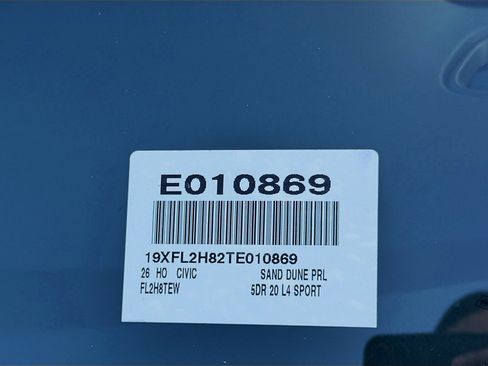 E010869
19XFL2H82TE010869
26 HO CIVIC SAND DUNE PRL
FL2H8TEW 5DR 20 L4 SPORT